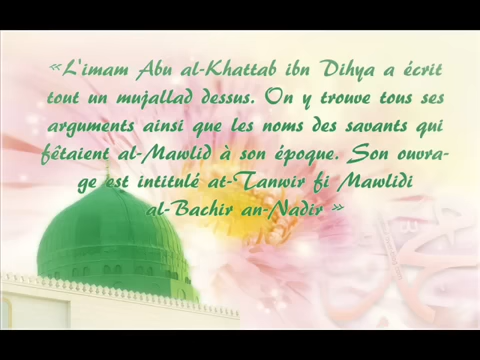 «L'imam Abu al-Khattab ibn Dihya a écrit
tout un mujallad dessus. On y trouve tous ses
arguments ainsi que les noms des savants qui
fêtaient al-Mawlid à son époque. Son ouvra-
ge est intitulé at-Tanwir fi Mawlidi
al-Bachir an-Nadir »
محمد